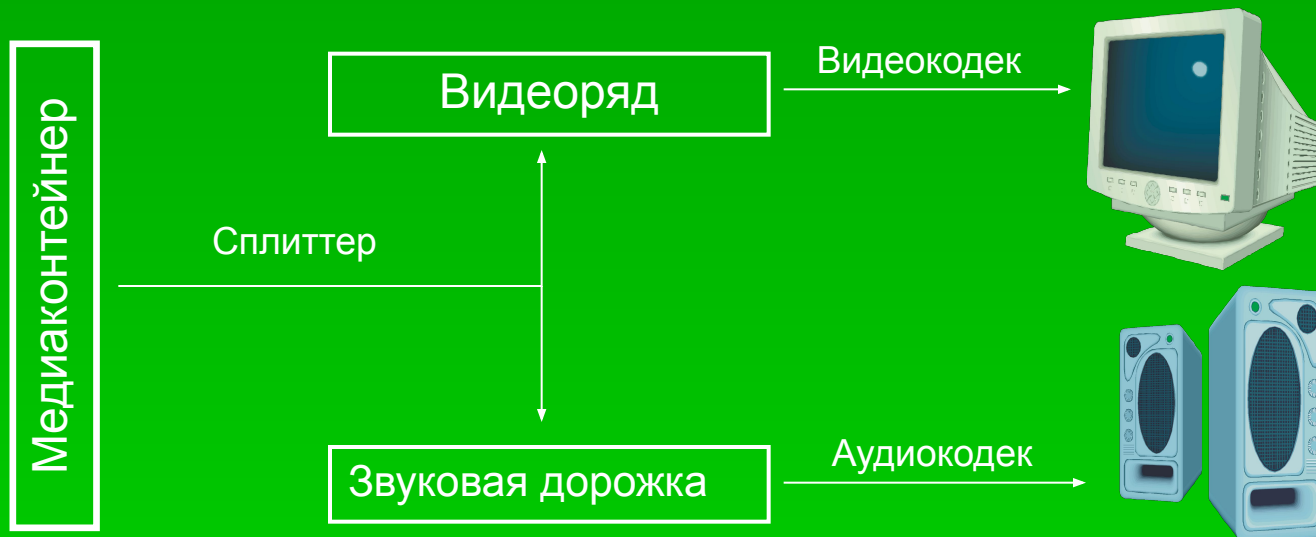 Медиаконтейнер
Видеоряд
Видеокодек
Сплиттер
Звуковая дорожка
Аудиокодек